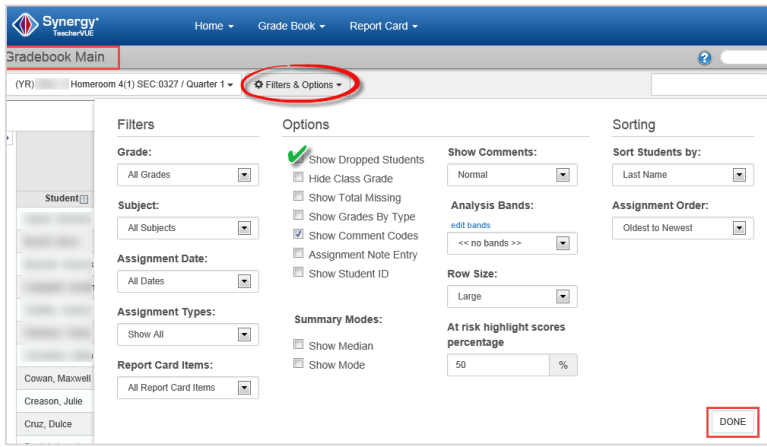 Synergy
TeacherVUE
Home
Grade Book
Report Card
Gradebook Main
(YR)
Homeroom 4(1) SEC:0327 / Quarter 1
Filters & Options
Filters
Options
Sorting
Grade:
All Grades
Subject:
All Subjects
Assignment Date:
All Dates
Assignment Types:
Show All
Report Card Items:
All Report Card Items
Show Dropped Students
Hide Class Grade
Show Total Missing
Show Grades By Type
Show Comment Codes
Assignment Note Entry
Show Student ID
Summary Modes:
Show Median
Show Mode
Show Comments:
Normal
Analysis Bands:
edit bands
<< no bands >>
Row Size:
Large
At risk highlight scores
percentage
50 %
Sort Students by:
Last Name
Assignment Order:
Oldest to Newest
Student
Cowan, Maxwell
Creason, Julie
Cruz, Dulce
DONE